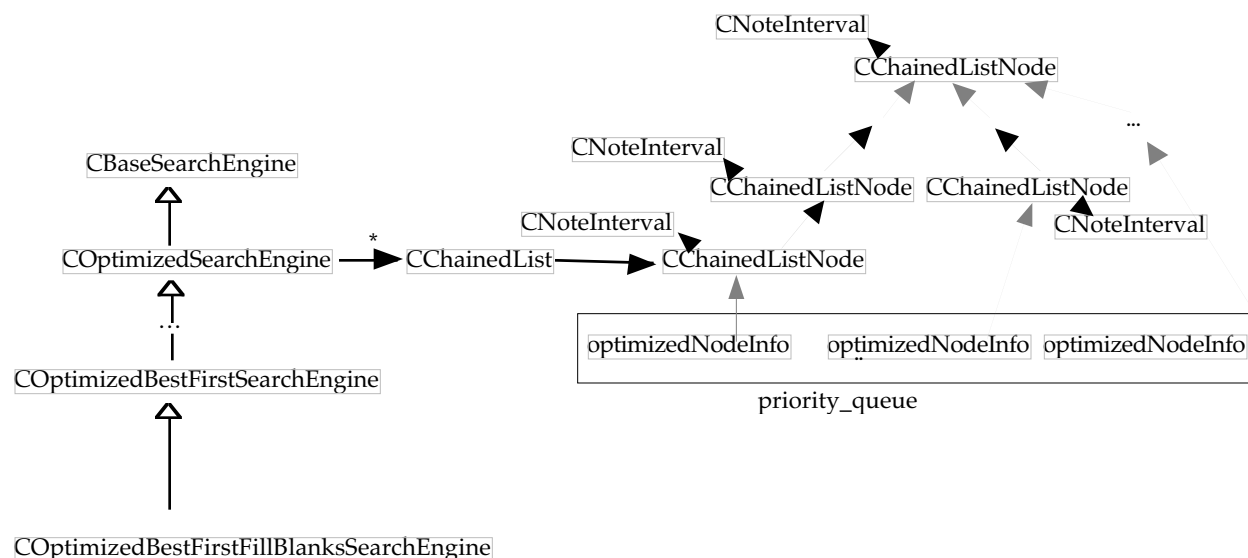 CNoteInterval
CChainedListNode
...
CNoteInterval
CBaseSearchEngine
CChainedListNode
CChainedListNode
CNoteInterval
CNoteInterval
*
COptimizedSearchEngine
CChainedList
CChainedListNode
...
optimizedNodeInfo
optimizedNodeInfo
optimizedNodeInfo
..
COptimizedBestFirstSearchEngine
priority_queue
COptimizedBestFirstFillBlanksSearchEngine